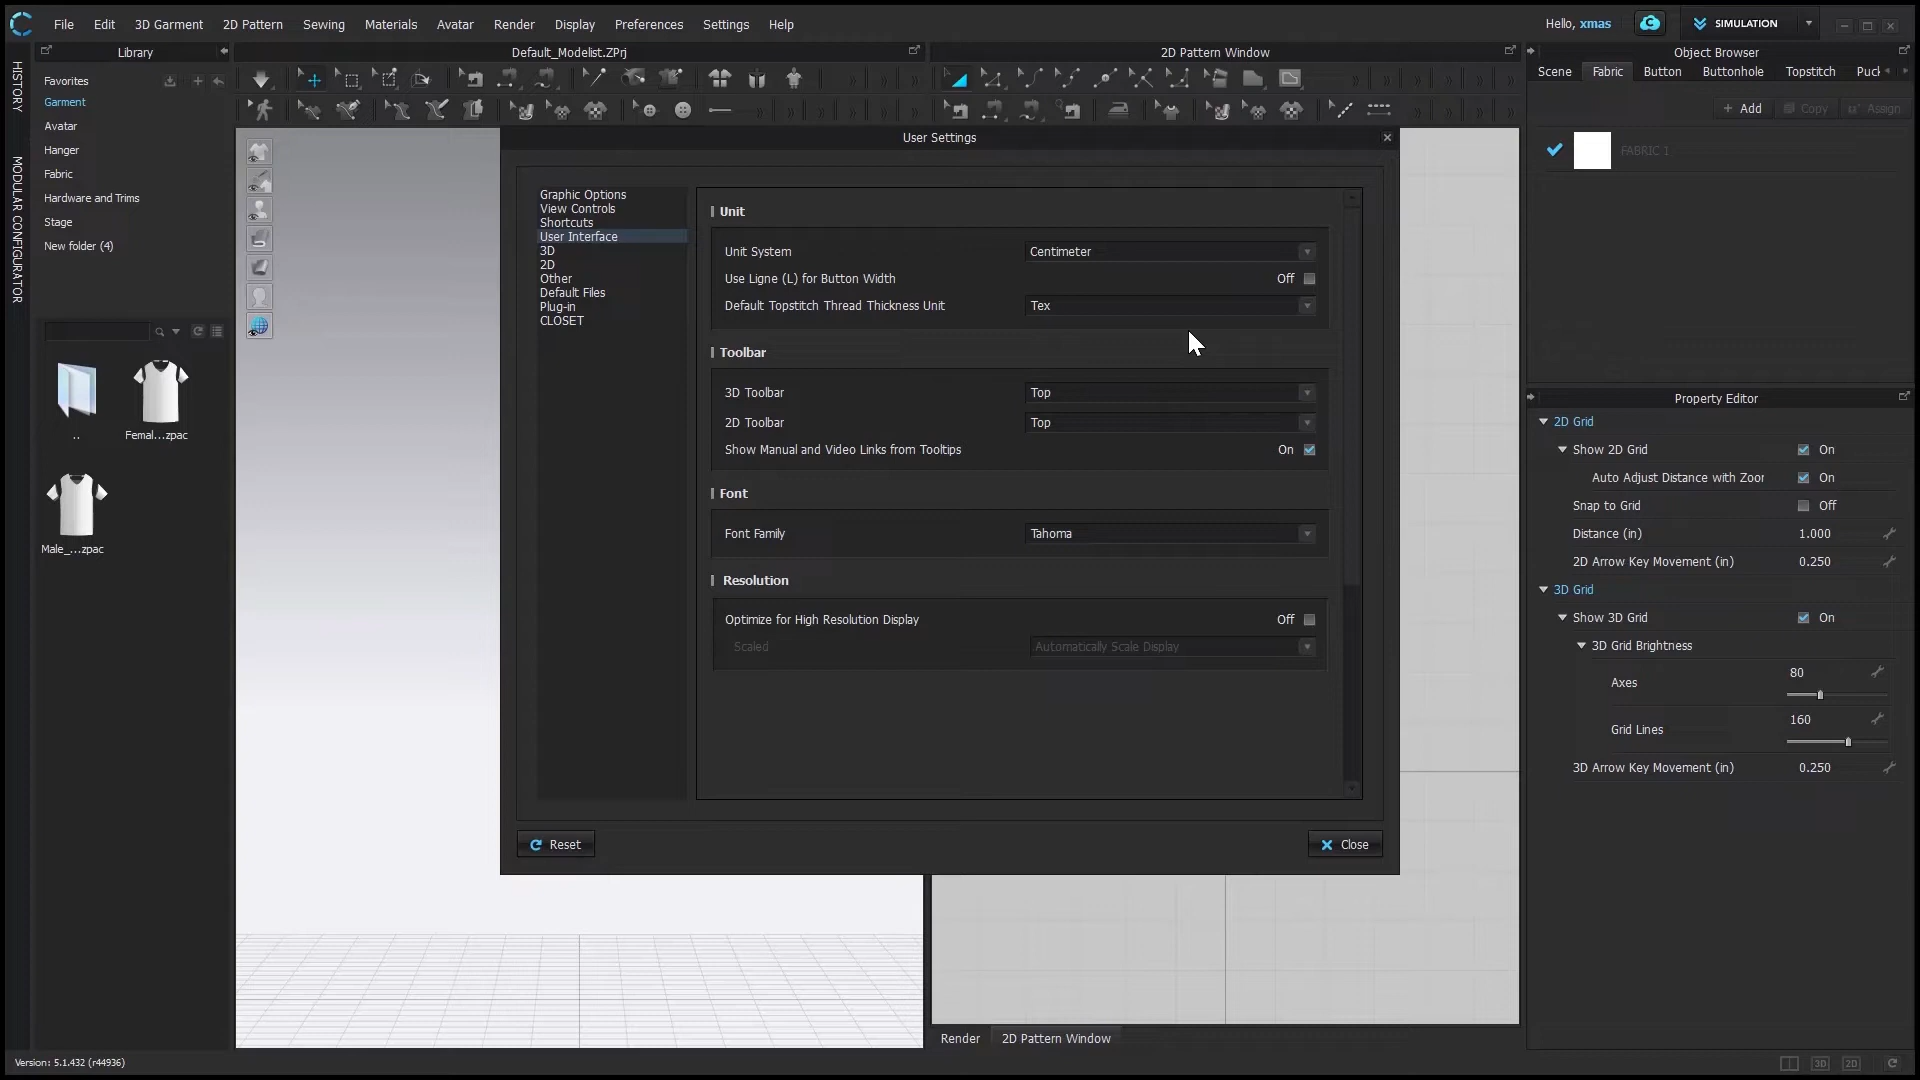 File Edit 3D Garment 2D Pattern Sewing Materials Avatar Render Display Preferences Settings Help
Hello, xmas
SIMULATION
Library
Default_Modelist.ZPrj
2D Pattern Window
Object Browser
HISTORY
MODULAR CONFIGURATOR
Favorites
Garment
Avatar
Hanger
Fabric
Hardware and Trims
Stage
New folder (4)
..
Femal...zpac
Male_...zpac
Scene Fabric Button Buttonhole Topstitch Puck
+ Add Copy Assign
FABRIC 1
User Settings
Graphic Options
View Controls
Shortcuts
User Interface
3D
2D
Other
Default Files
Plug-in
CLOSET
Unit
Unit System Centimeter
Use Ligne (L) for Button Width Off
Default Topstitch Thread Thickness Unit Tex
Toolbar
3D Toolbar Top
2D Toolbar Top
Show Manual and Video Links from Tooltips On
Font
Font Family Tahoma
Resolution
Optimize for High Resolution Display Off
Scaled Automatically Scale Display
Reset
Close
Property Editor
2D Grid
Show 2D Grid On
Auto Adjust Distance with Zoor On
Snap to Grid Off
Distance (in) 1.000
2D Arrow Key Movement (in) 0.250
3D Grid
Show 3D Grid On
3D Grid Brightness
Axes 80
Grid Lines 160
3D Arrow Key Movement (in) 0.250
Render 2D Pattern Window
Version: 5.1.432 (r44936)
3D 2D